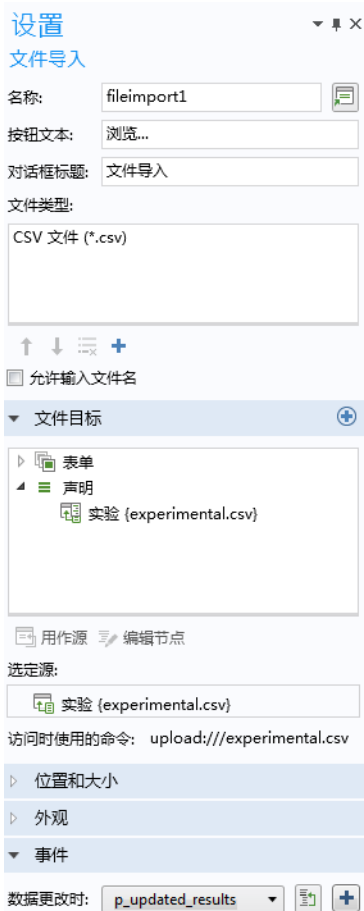 设置
文件导入
名称: fileimport1
按钮文本: 浏览...
对话框标题: 文件导入
文件类型:
CSV 文件 (*.csv)
允许输入文件名
文件目标
表单
声明
实验 {experimental.csv}
用作源 编辑节点
选定源:
实验 {experimental.csv}
访问时使用的命令: upload:///experimental.csv
位置和大小
外观
事件
数据更改时: p_updated_results